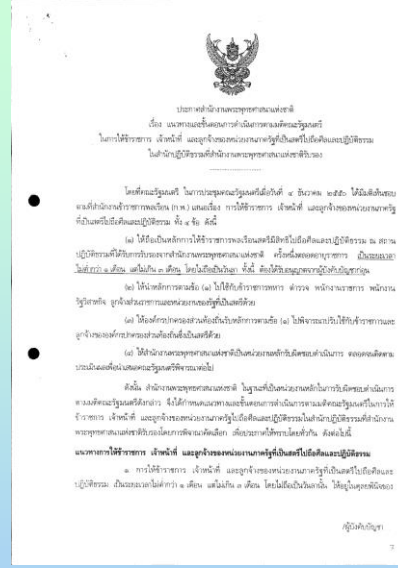 ประกาศสำนักงานพระพุทธศาสนาแห่งชาติ
เรื่อง แนวทางและขั้นตอนการดำเนินการตามมติคณะรัฐมนตรี
ในการให้ข้าราชการ เจ้าหน้าที่ และลูกจ้างของหน่วยงานภาครัฐที่เป็นสตรีไปถือศีลและปฏิบัติธรรม
ในสำนักปฏิบัติธรรมที่สำนักงานพระพุทธศาสนาแห่งชาติรับรอง
โดยที่คณะรัฐมนตรี ในการประชุมคณะรัฐมนตรีเมื่อวันที่ ๔ ธันวาคม ๒๕๕๐ ได้มีมติเห็นชอบ
ตามที่สำนักงานข้าราชการพลเรือน (ก.พ.) เสนอเรื่อง การให้ข้าราชการ เจ้าหน้าที่ และลูกจ้างของหน่วยงานภาครัฐ
ที่เป็นสตรีไปถือศีลและปฏิบัติธรรม ทั้ง ๔ ข้อ ดังนี้
(๑) ให้ถือเป็นหลักการให้ข้าราชการพลเรือนสตรีมีสิทธิไปถือศีลและปฏิบัติธรรม ณ สถาน
ปฏิบัติธรรมที่ได้รับการรับรองจากสำนักงานพระพุทธศาสนาแห่งชาติ ครั้งหนึ่งตลอดอายุราชการ เป็นระยะเวลา
ไม่ต่ำกว่า ๑ เดือน แต่ไม่เกิน ๓ เดือน โดยไม่ถือเป็นวันลา ทั้งนี้ ต้องได้รับอนุญาตจากผู้บังคับบัญชาก่อน
(๒) ให้นำหลักการตามข้อ (๑) ไปใช้กับข้าราชการทหาร ตำรวจ พนักงานราชการ พนักงาน
รัฐวิสาหกิจ ลูกจ้างส่วนราชการและหน่วยงานของรัฐที่เป็นสตรีด้วย
(๓) ให้องค์กรปกครองส่วนท้องถิ่นรับหลักการตามข้อ (๑) ไปพิจารณาปรับใช้กับข้าราชการและ
ลูกจ้างขององค์กรปกครองส่วนท้องถิ่นซึ่งเป็นสตรีด้วย
(๔) ให้สำนักงานพระพุทธศาสนาแห่งชาติเป็นหน่วยงานหลักรับผิดชอบดำเนินการ ตลอดจนติดตาม
ประเมินผลเพื่อนำเสนอคณะรัฐมนตรีพิจารณาต่อไป
ดังนั้น สำนักงานพระพุทธศาสนาแห่งชาติ ในฐานะที่เป็นหน่วยงานหลักในการรับผิดชอบดำเนินการ
ตามมติคณะรัฐมนตรีดังกล่าว จึงได้กำหนดแนวทางและขั้นตอนการดำเนินการตามมติคณะรัฐมนตรีในการให้
ข้าราชการ เจ้าหน้าที่ และลูกจ้างของหน่วยงานภาครัฐไปถือศีลและปฏิบัติธรรมในสำนักปฏิบัติธรรมที่สำนักงาน
พระพุทธศาสนาแห่งชาติรับรองโดยการพิจารณาคัดเลือก เพื่อประกาศให้ทราบโดยทั่วกัน ดังต่อไปนี้
แนวทางการให้ข้าราชการ เจ้าหน้าที่ และลูกจ้างของหน่วยงานภาครัฐที่เป็นสตรีไปถือศีลและปฏิบัติธรรม
๑. การให้ข้าราชการ เจ้าหน้าที่ และลูกจ้างของหน่วยงานภาครัฐที่เป็นสตรีไปถือศีลและ
ปฏิบัติธรรม เป็นระยะเวลาไม่ต่ำกว่า ๑ เดือน แต่ไม่เกิน ๓ เดือน โดยไม่ถือเป็นวันลานั้น ให้อยู่ในดุลยพินิจของ
/ผู้บังคับบัญชา